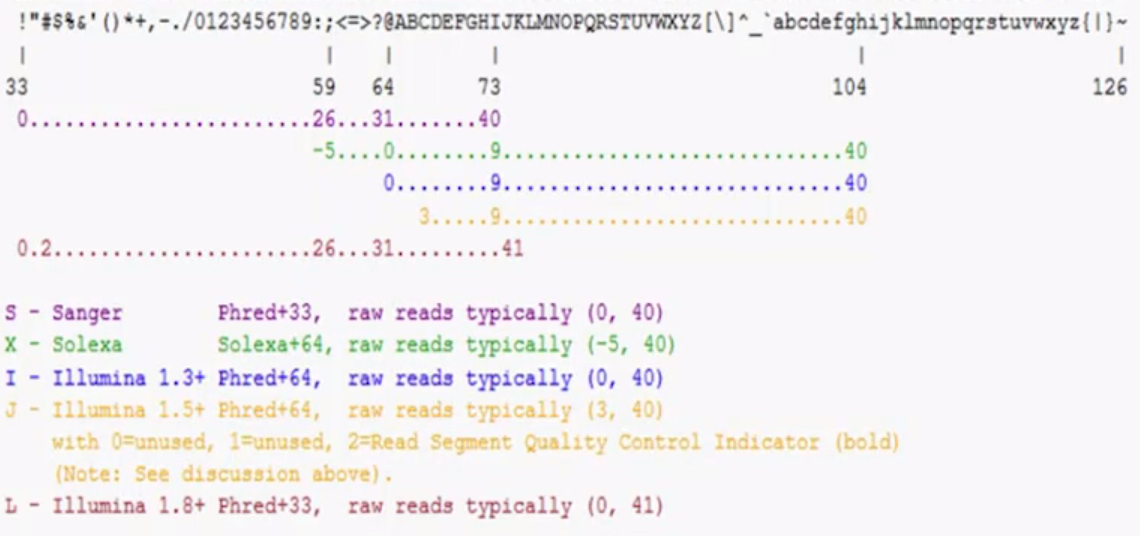 !"#$%&'()*+,-./0123456789:;<=>?@ABCDEFGHIJKLMNOPQRSTUVWXYZ[\]^_`abcdefghijklmnopqrstuvwxyz{|}~
| | | | | |
33 59 64 73 104 126
0........................26...31.......40
-5....0........9.............................40
0........9.............................40
3.....9.............................40
0.2......................26...31.........41
S - Sanger Phred+33, raw reads typically (0, 40)
X - Solexa Solexa+64, raw reads typically (-5, 40)
I - Illumina 1.3+ Phred+64, raw reads typically (0, 40)
J - Illumina 1.5+ Phred+64, raw reads typically (3, 40)
with 0=unused, 1=unused, 2=Read Segment Quality Control Indicator (bold)
(Note: See discussion above).
L - Illumina 1.8+ Phred+33, raw reads typically (0, 41)